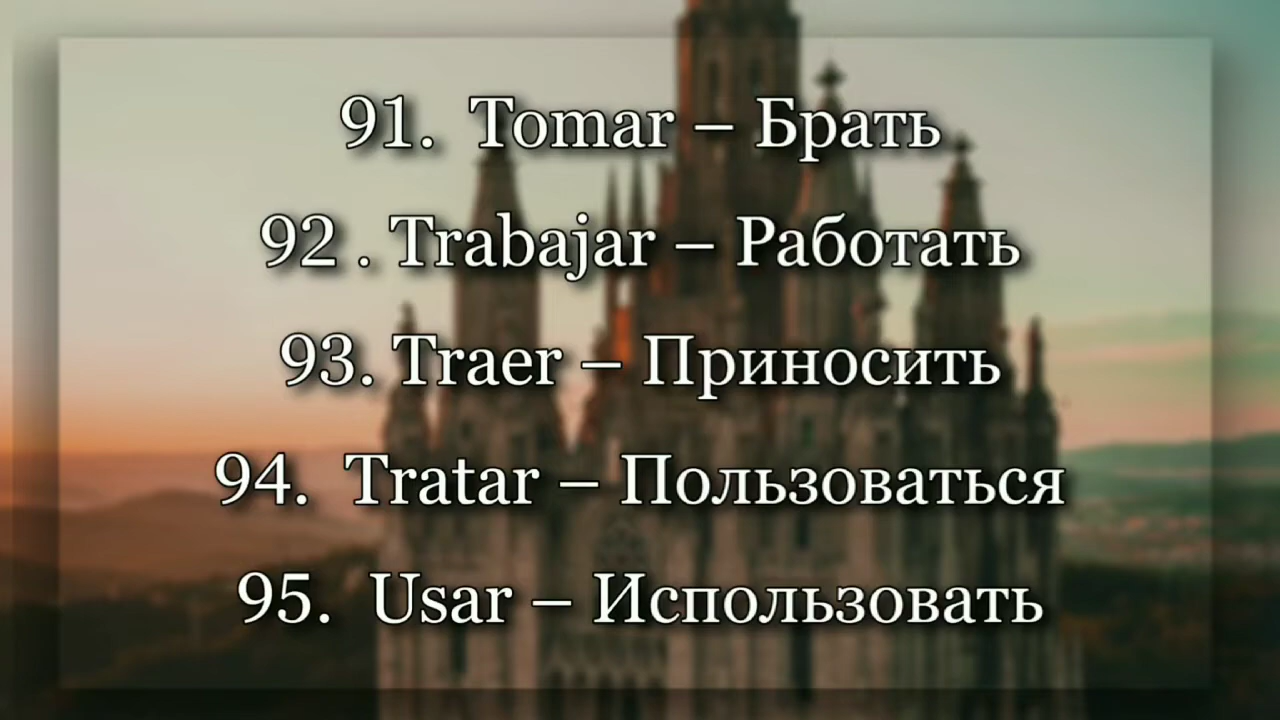 91. Tomar – Брать
92 . Trabajar – Работать
93. Traer – Приносить
94. Tratar – Пользоваться
95. Usar – Использовать